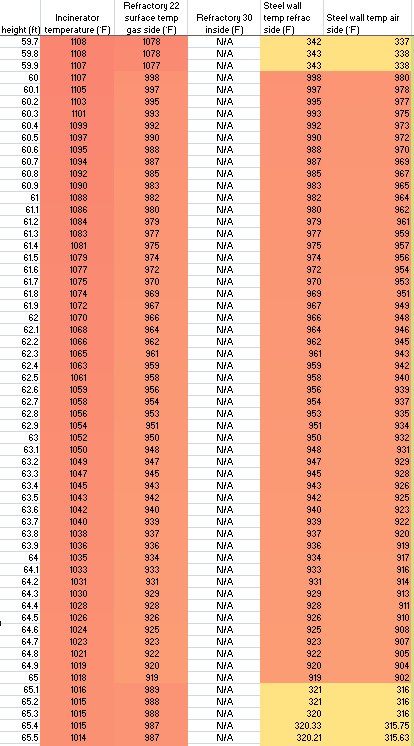 height (ft) Incinerator temperature (°F) Refractory 22 surface temp gas side (°F) Refractory 30 inside (F) Steel wall temp refrac side (°F) Steel wall temp air side (°F)
59.7 1108 1078 N/A 342 337
59.8 1108 1078 N/A 343 338
59.9 1107 1077 N/A 343 338
60 1107 998 N/A 998 980
60.1 1105 997 N/A 997 978
60.2 1103 995 N/A 995 977
60.3 1101 993 N/A 993 975
60.4 1099 992 N/A 992 973
60.5 1097 990 N/A 990 972
60.6 1095 988 N/A 988 970
60.7 1094 987 N/A 987 969
60.8 1092 985 N/A 985 967
60.9 1090 983 N/A 983 965
61 1088 982 N/A 982 964
61.1 1086 980 N/A 980 962
61.2 1084 979 N/A 979 961
61.3 1083 977 N/A 977 959
61.4 1081 975 N/A 975 957
61.5 1079 974 N/A 974 956
61.6 1077 972 N/A 972 954
61.7 1075 970 N/A 970 953
61.8 1074 969 N/A 969 951
61.9 1072 967 N/A 967 949
62 1070 966 N/A 966 948
62.1 1068 964 N/A 964 946
62.2 1066 962 N/A 962 945
62.3 1065 961 N/A 961 943
62.4 1063 959 N/A 959 942
62.5 1061 958 N/A 958 940
62.6 1059 956 N/A 956 939
62.7 1058 954 N/A 954 937
62.8 1056 953 N/A 953 935
62.9 1054 951 N/A 951 934
63 1052 950 N/A 950 932
63.1 1050 948 N/A 948 931
63.2 1049 947 N/A 947 929
63.3 1047 945 N/A 945 928
63.4 1045 943 N/A 943 926
63.5 1043 942 N/A 942 925
63.6 1042 940 N/A 940 923
63.7 1040 939 N/A 939 922
63.8 1038 937 N/A 937 920
63.9 1036 936 N/A 936 919
64 1035 934 N/A 934 917
64.1 1033 933 N/A 933 916
64.2 1031 931 N/A 931 914
64.3 1030 929 N/A 929 913
64.4 1028 928 N/A 928 911
64.5 1026 926 N/A 926 910
64.6 1024 925 N/A 925 908
64.7 1023 923 N/A 923 907
64.8 1021 922 N/A 922 905
64.9 1019 920 N/A 920 904
65 1018 919 N/A 919 902
65.1 1016 989 N/A 321 316
65.2 1015 988 N/A 321 316
65.3 1015 988 N/A 320 316
65.4 1015 987 N/A 320.33 315.75
65.5 1014 987 N/A 320.21 315.63